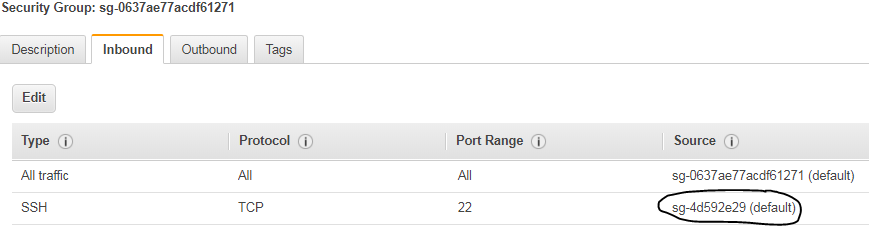 Security Group: sg-0637ae77acdf61271
Description Inbound Outbound Tags
Edit
Type i Protocol i Port Range i Source i
All traffic All All sg-0637ae77acdf61271 (default)
SSH TCP 22 sg-4d592e29 (default)